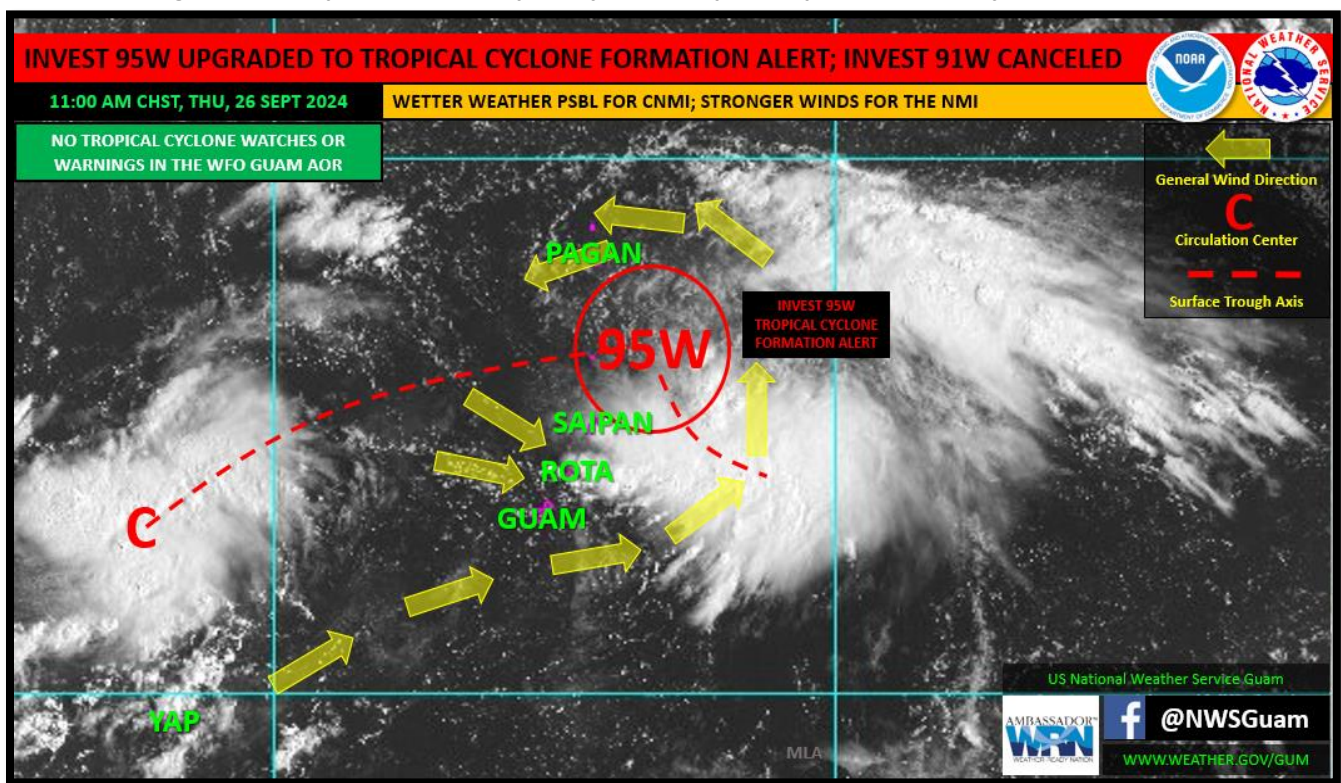 INVEST 95W UPGRADED TO TROPICAL CYCLONE FORMATION ALERT; INVEST 91W CANCELED
11:00 AM CHST, THU, 26 SEPT 2024
WETTER WEATHER PSBL FOR CNMI; STRONGER WINDS FOR THE NMI
NO TROPICAL CYCLONE WATCHES OR
WARNINGS IN THE WFO GUAM AOR
NOAA
NATIONAL WEATHER SERVICE
General Wind Direction
C
Circulation Center
Surface Trough Axis
PAGAN
INVEST 95W
TROPICAL CYCLONE
FORMATION ALERT
95W
SAIPAN
ROTA
GUAM
C
YAP
MLA
US National Weather Service Guam
AMBASSADOR
WRN
WEATHER-READY NATION
f
@NWSGuam
WWW.WEATHER.GOV/GUM